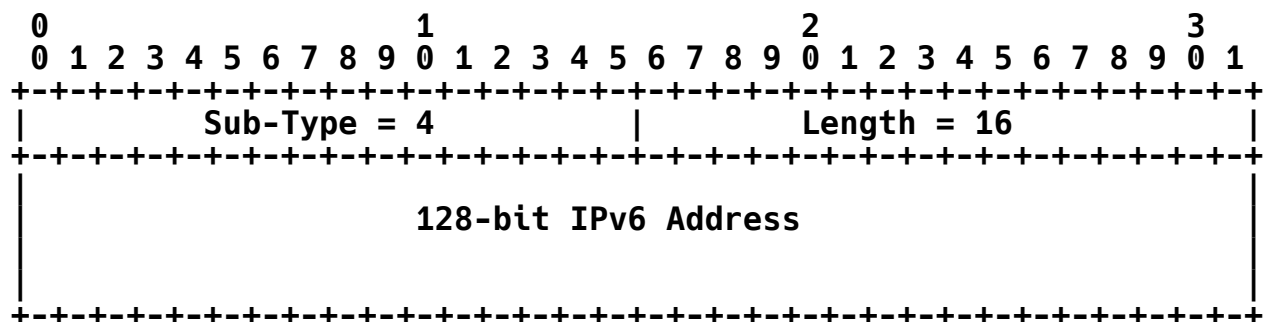 0                   1                   2                   3
 0 1 2 3 4 5 6 7 8 9 0 1 2 3 4 5 6 7 8 9 0 1 2 3 4 5 6 7 8 9 0 1
+-+-+-+-+-+-+-+-+-+-+-+-+-+-+-+-+-+-+-+-+-+-+-+-+-+-+-+-+-+-+-+-+
|         Sub-Type = 4          |        Length = 16            |
+-+-+-+-+-+-+-+-+-+-+-+-+-+-+-+-+-+-+-+-+-+-+-+-+-+-+-+-+-+-+-+-+
|                                                               |
|                    128-bit IPv6 Address                       |
|                                                               |
|                                                               |
+-+-+-+-+-+-+-+-+-+-+-+-+-+-+-+-+-+-+-+-+-+-+-+-+-+-+-+-+-+-+-+-+